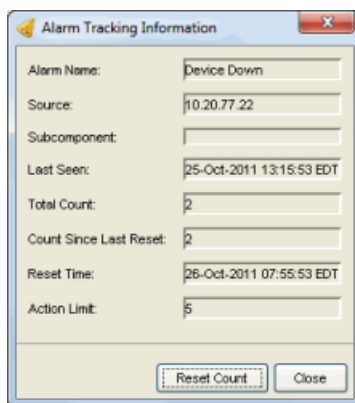 Alarm Tracking Information
Alarm Name: Device Down
Source: 10.20.77.22
Subcomponent:
Last Seen: 25-Oct-2011 13:15:53 EDT
Total Count: 2
Count Since Last Reset: 2
Reset Time: 26-Oct-2011 07:55:53 EDT
Action Limit: 5
Reset Count Close